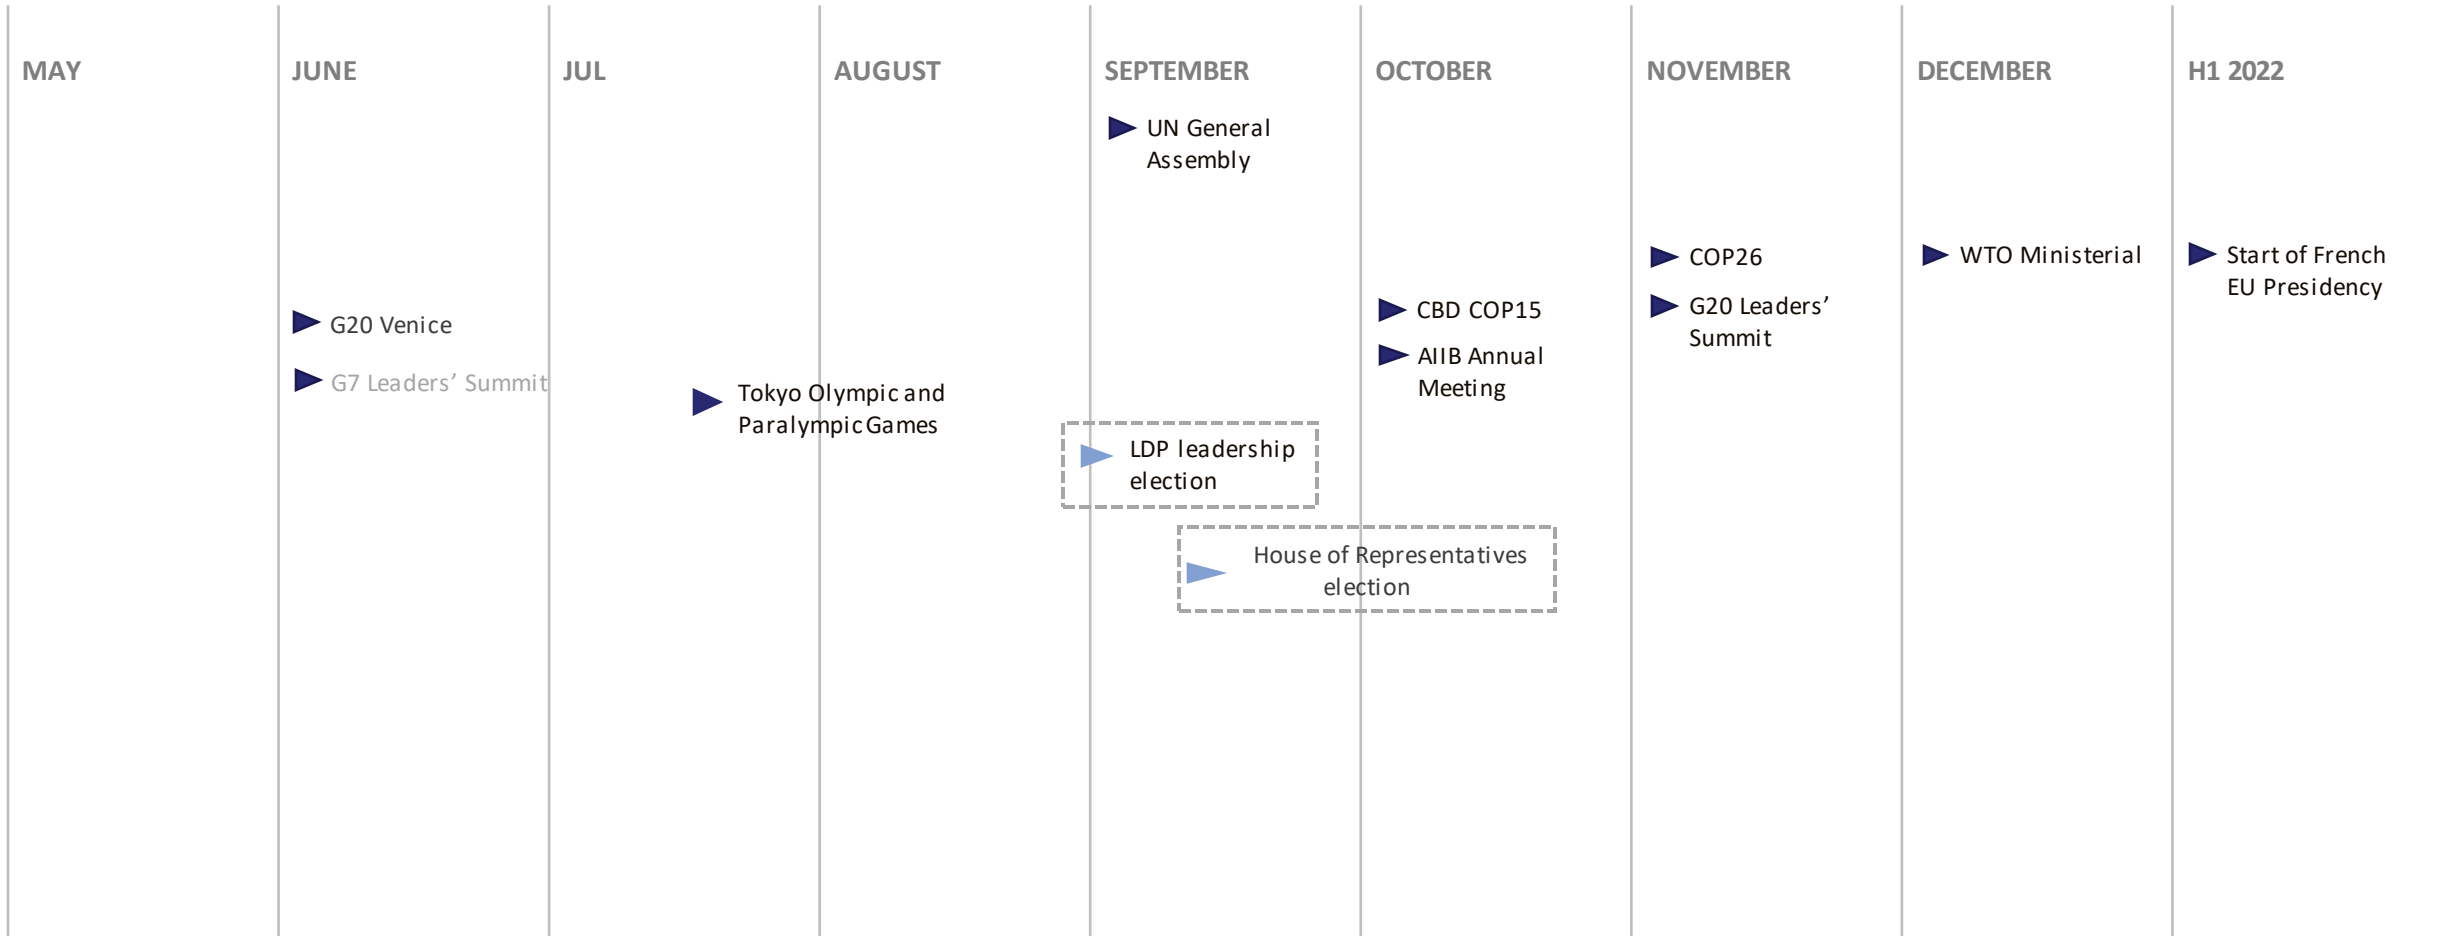 MAY
JUNE
JUL
AUGUST
SEPTEMBER
OCTOBER
NOVEMBER
DECEMBER
H1 2022
G20 Venice
G7 Leaders’ Summit
Tokyo Olympic and
Paralympic Games
UN General
Assembly
LDP leadership
election
House of Representatives
election
CBD COP15
AIIB Annual
Meeting
COP26
G20 Leaders’
Summit
WTO Ministerial
Start of French
EU Presidency